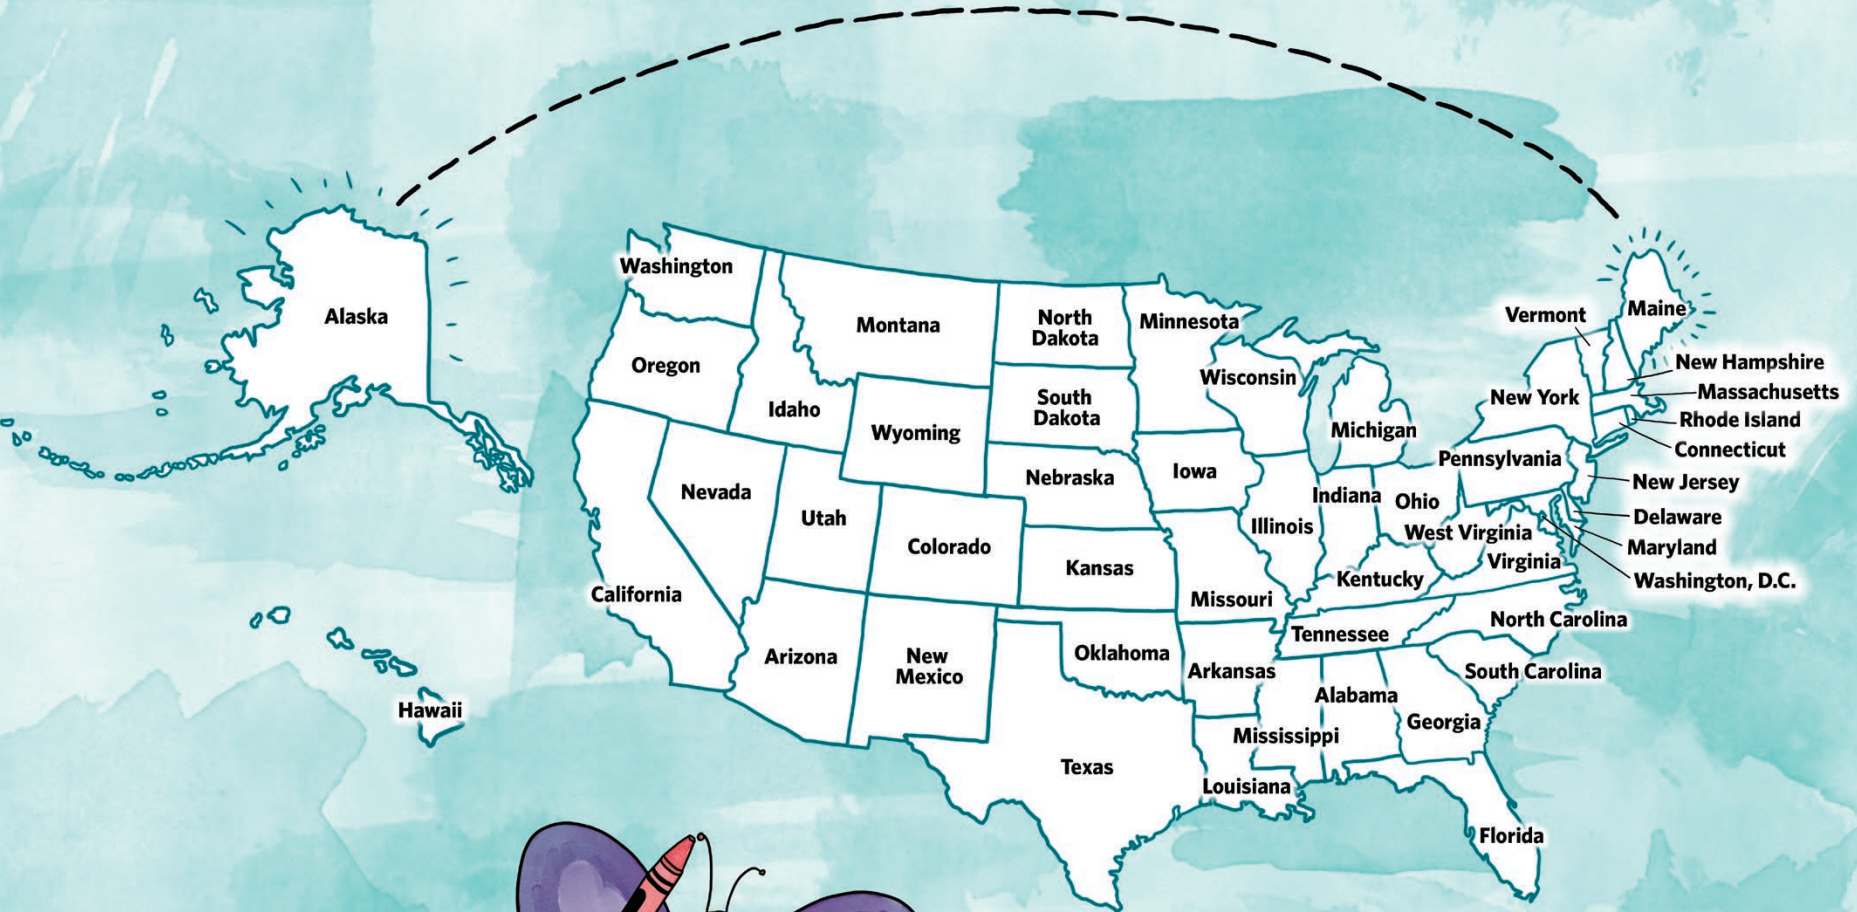 Washington
Alaska
Montana
North
Dakota
Minnesota
Vermont
Maine
Oregon
Idaho
Wyoming
South
Dakota
Wisconsin
Michigan
New York
New Hampshire
Massachusetts
Rhode Island
Connecticut
Nevada
Utah
Colorado
Nebraska
Iowa
Illinois
Indiana
Ohio
Pennsylvania
New Jersey
Delaware
Maryland
Washington, D.C.
West Virginia
Virginia
California
Kansas
Missouri
Kentucky
Arizona
New
Mexico
Oklahoma
Arkansas
Tennessee
North Carolina
South Carolina
Hawaii
Texas
Louisiana
Mississippi
Alabama
Georgia
Florida